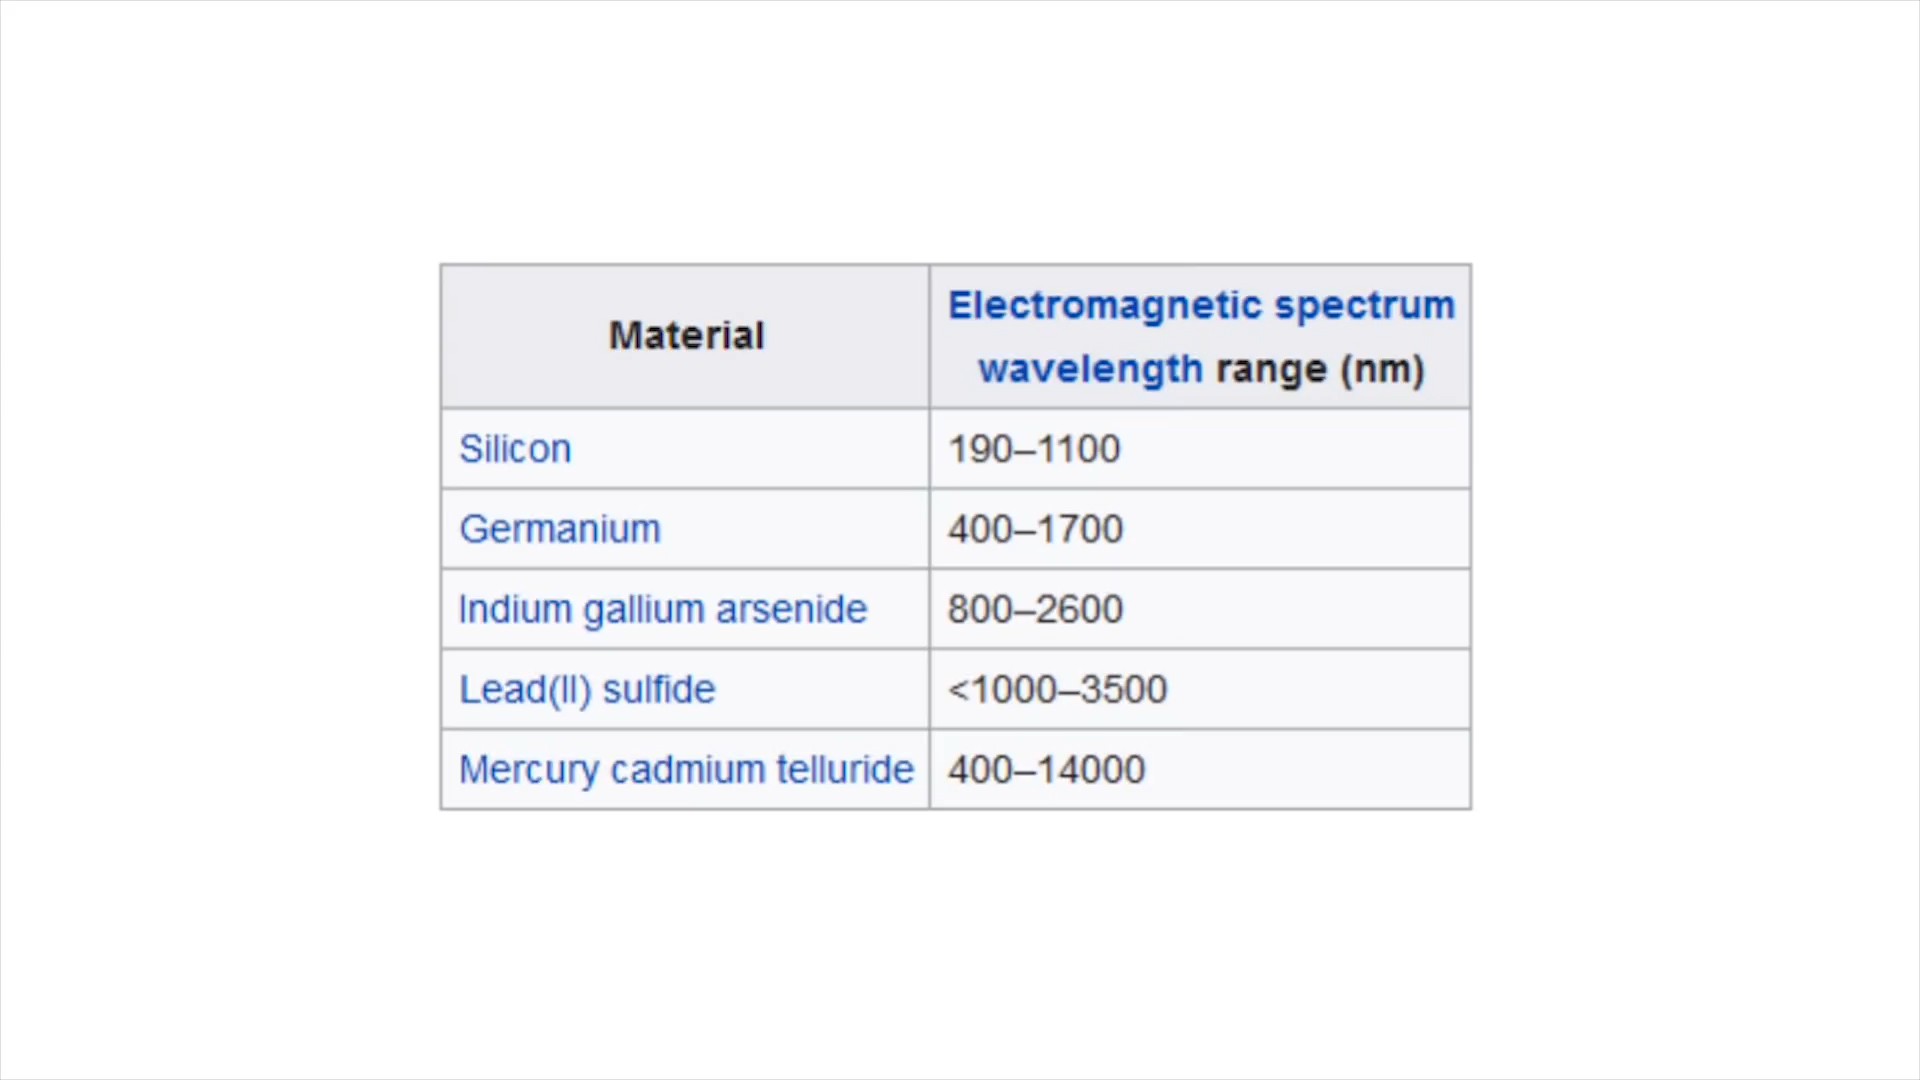 Material
Electromagnetic spectrum
wavelength range (nm)
Silicon
190–1100
Germanium
400–1700
Indium gallium arsenide
800–2600
Lead(II) sulfide
<1000–3500
Mercury cadmium telluride
400–14000